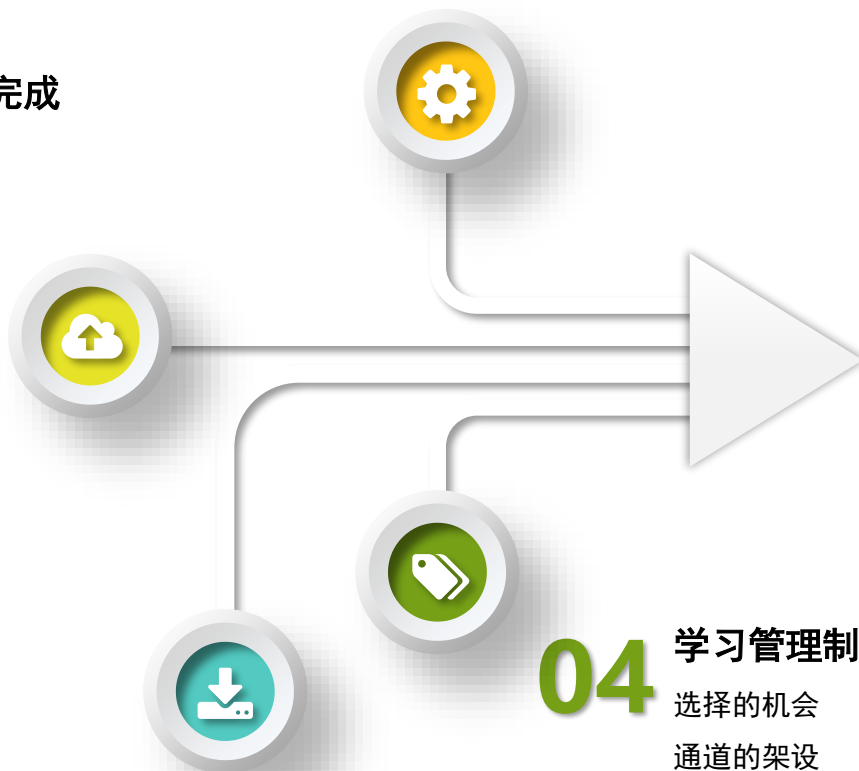 完成
04
学习管理制
选择的机会
通道的架设